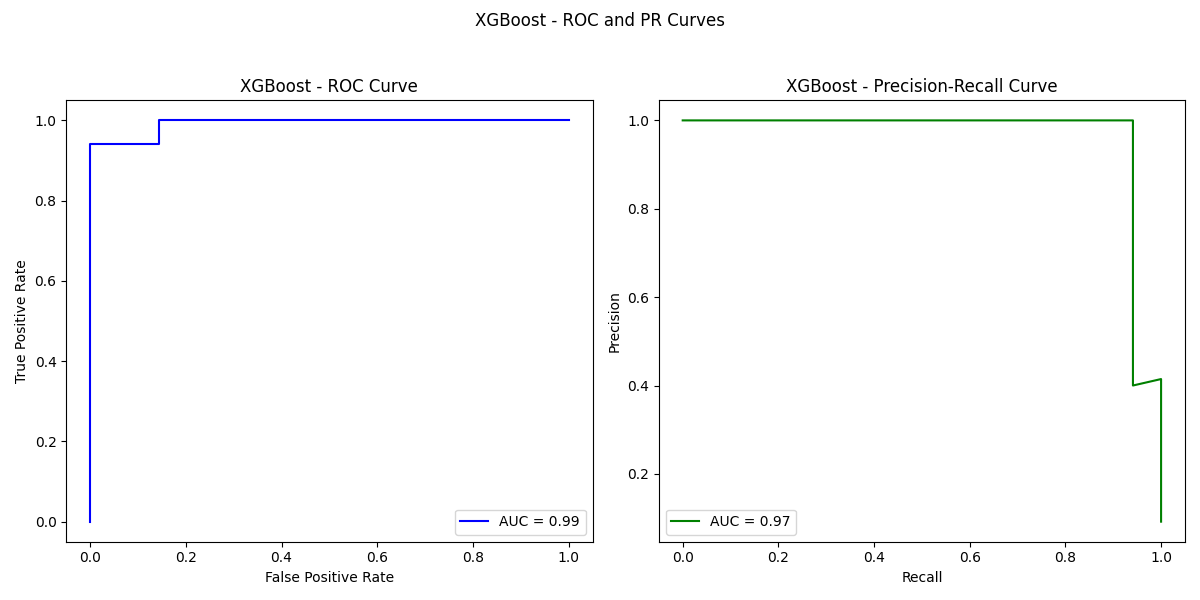 XGBoost - ROC and PR Curves
XGBoost - ROC Curve
True Positive Rate
1.0
0.8
0.6
0.4
0.2
0.0
AUC = 0.99
0.0 0.2 0.4 0.6 0.8 1.0
False Positive Rate
XGBoost - Precision-Recall Curve
Precision
1.0
0.8
0.6
0.4
0.2
AUC = 0.97
0.0 0.2 0.4 0.6 0.8 1.0
Recall